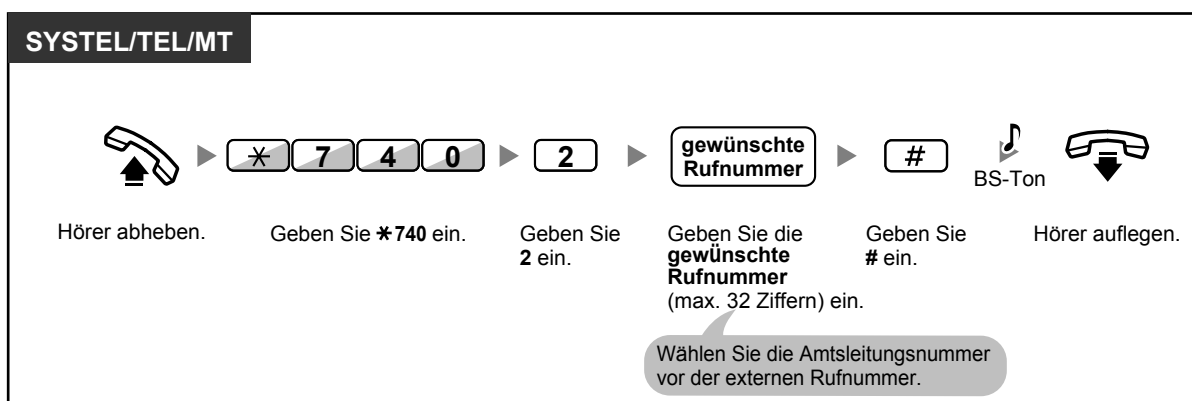 SYSTEL/TEL/MT
✳ 7 4 0
2
gewünschte
Rufnummer
#
BS-Ton
Hörer abheben.
Geben Sie ✳740 ein.
Geben Sie
2 ein.
Geben Sie die
gewünschte
Rufnummer
(max. 32 Ziffern) ein.
Geben Sie
# ein.
Hörer auflegen.
Wählen Sie die Amtsleitungsnummer
vor der externen Rufnummer.